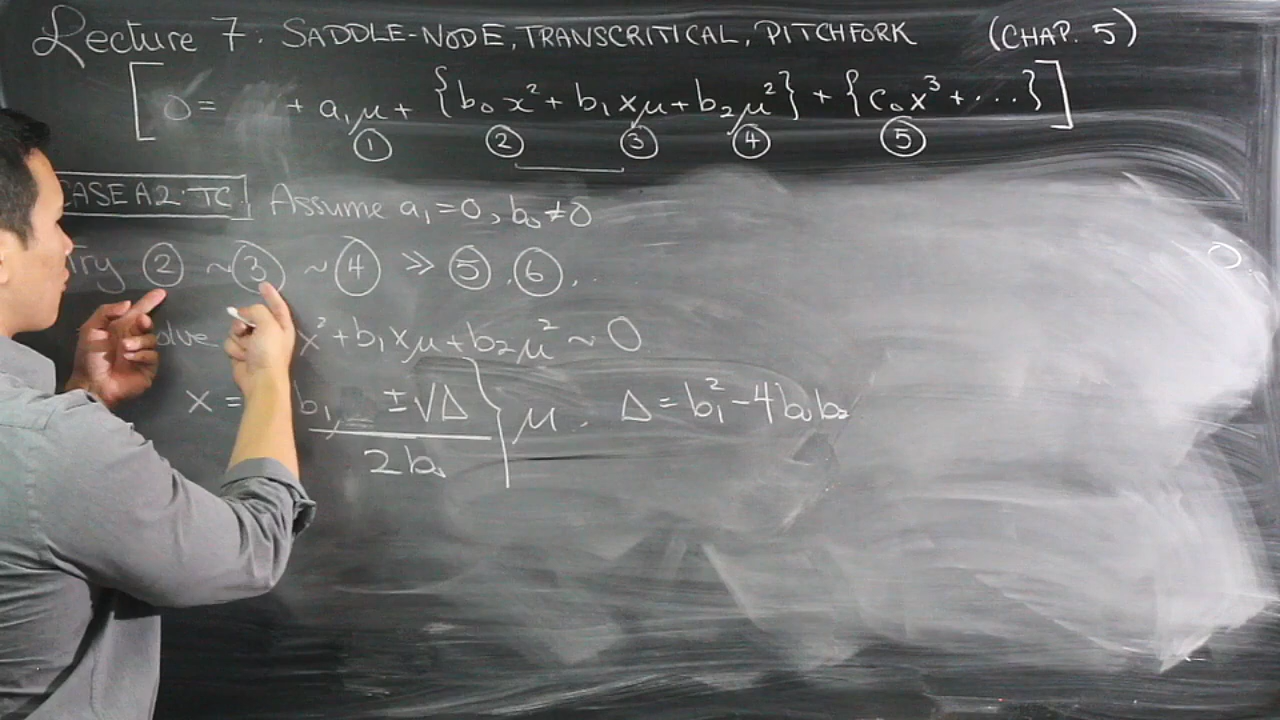 Lecture 7: SADDLE-NODE, TRANSCRITICAL, PITCHFORK (CHAP. 5)
[ 0 = + a₁μ + {b₀x² + b₁xμ + b₂μ²} + {c₀x³ + ...} ]
① ② ③ ④ ⑤
CASE A2: TC Assume a₁=0, b₀≠0
Try ② ~ ③ ~ ④ ≫ ⑤, ⑥, ..
olve x² + b₁xμ + b₂μ² ~ 0
x = b₁ ± √Δ } μ. Δ = b₁² - 4b₀b₂
2b₀